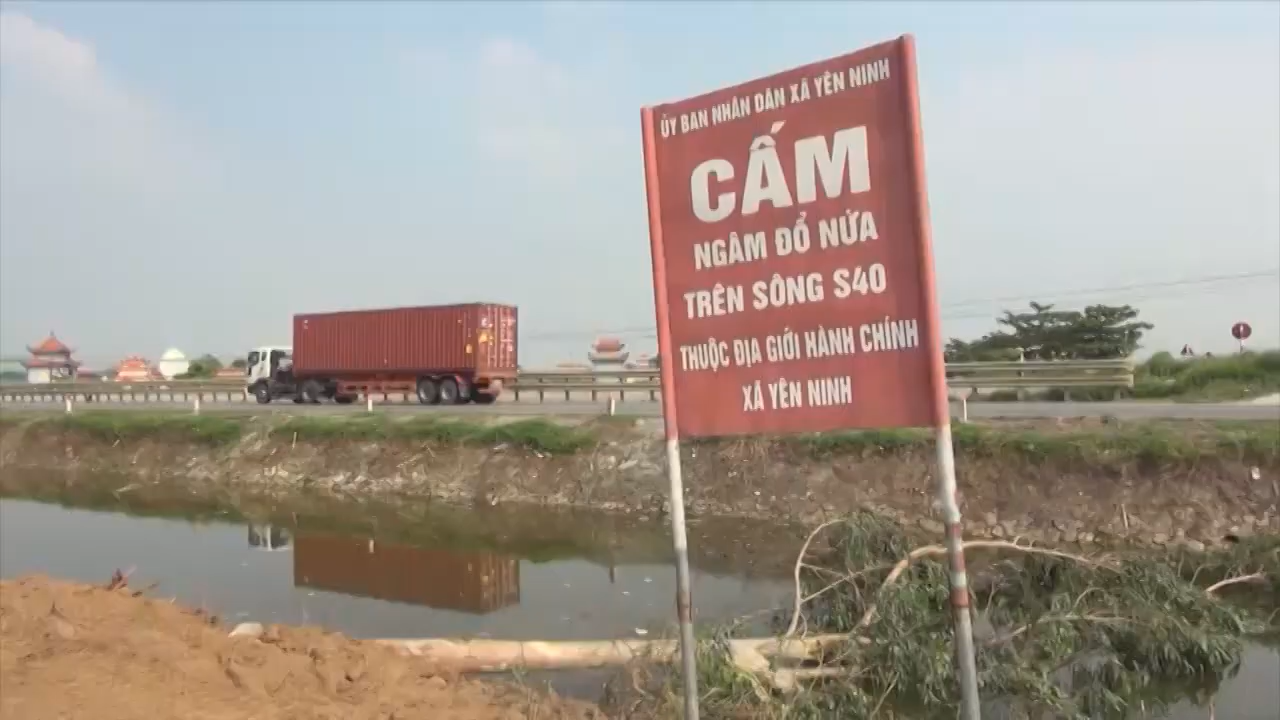 ỦY BAN NHÂN DÂN XÃ YÊN NINH
CẤM
NGÂM ĐỔ NỨA
TRÊN SÔNG S40
THUỘC ĐỊA GIỚI HÀNH CHÍNH
XÃ YÊN NINH